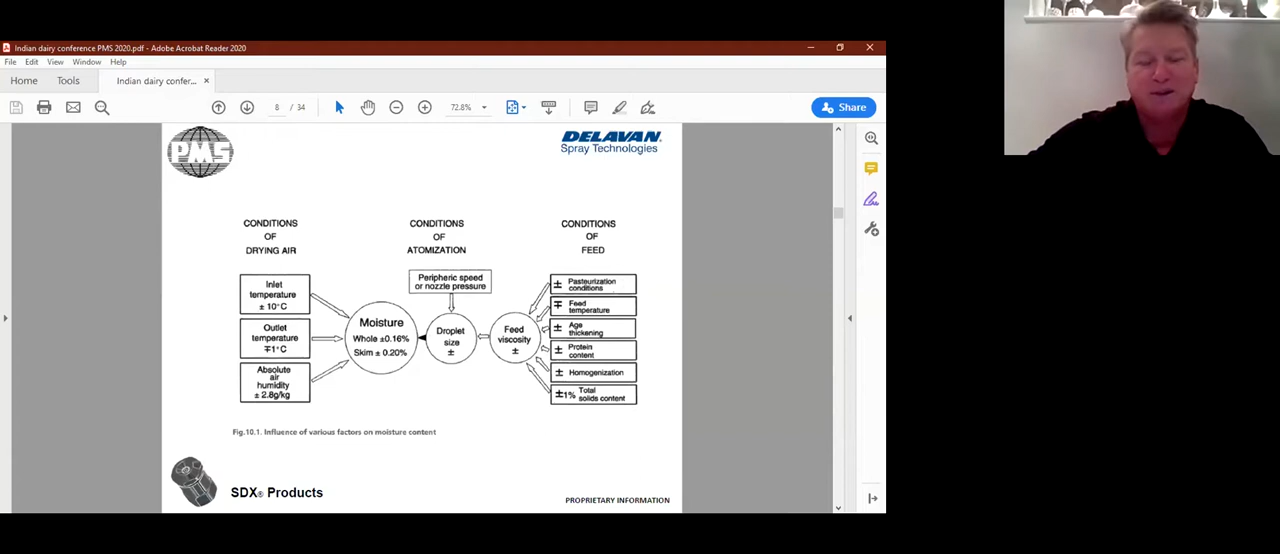 Indian dairy conference PMS 2020.pdf - Adobe Acrobat Reader 2020
File Edit View Window Help
Home Tools Indian dairy confer... ×
8 / 34 72.8% Share
PMS
DELAVAN
Spray Technologies
CONDITIONS
OF
DRYING AIR
CONDITIONS
OF
ATOMIZATION
CONDITIONS
OF
FEED
Inlet
temperature
± 10°C
Outlet
temperature
∓1°C
Absolute
air
humidity
± 2.8g/kg
Moisture
Whole ±0.16%
Skim ± 0.20%
Peripheric speed
or nozzle pressure
Droplet
size
±
Feed
viscosity
±
± Pasteurization
conditions
∓ Feed
temperature
± Age
thickening
± Protein
content
± Homogenization
±1% Total
solids content
Fig.10.1. Influence of various factors on moisture content
SDX® Products
PROPRIETARY INFORMATION